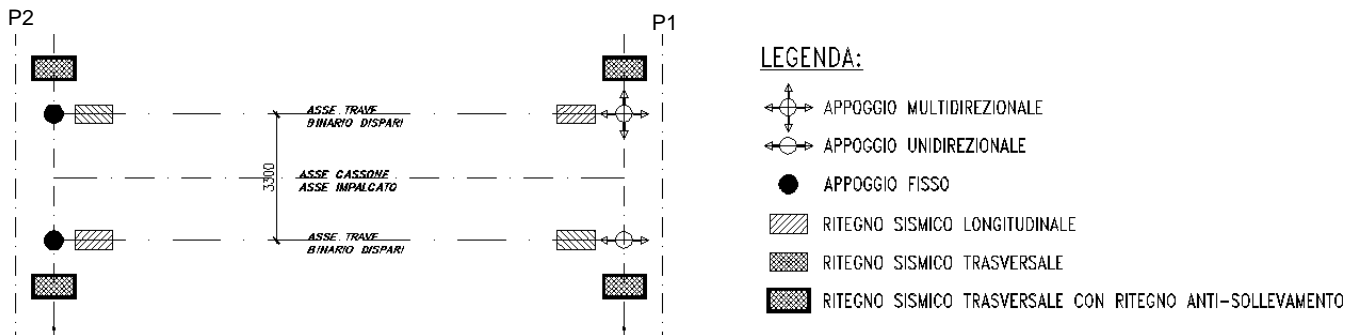 P2
P1
ASSE TRAVE
BINARIO DISPARI
3300
ASSE CASSONE
ASSE IMPALCATO
ASSE TRAVE
BINARIO DISPARI
LEGENDA:
APPOGGIO MULTIDIREZIONALE
APPOGGIO UNIDIREZIONALE
APPOGGIO FISSO
RITEGNO SISMICO LONGITUDINALE
RITEGNO SISMICO TRASVERSALE
RITEGNO SISMICO TRASVERSALE CON RITEGNO ANTI-SOLLEVAMENTO